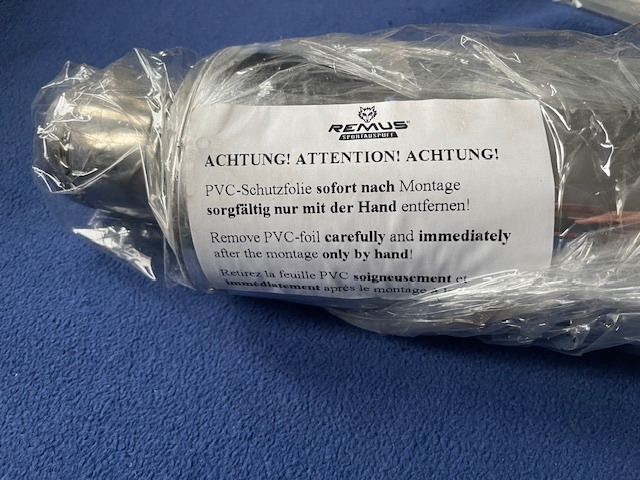 REMUS®
SPORTAUSPUFF
ACHTUNG! ATTENTION! ACHTUNG!
PVC-Schutzfolie sofort nach Montage
sorgfältig nur mit der Hand entfernen!
Remove PVC-foil carefully and immediately
after the montage only by hand!
Retirez la feuille PVC soigneusement et
immédiatement après le montage à